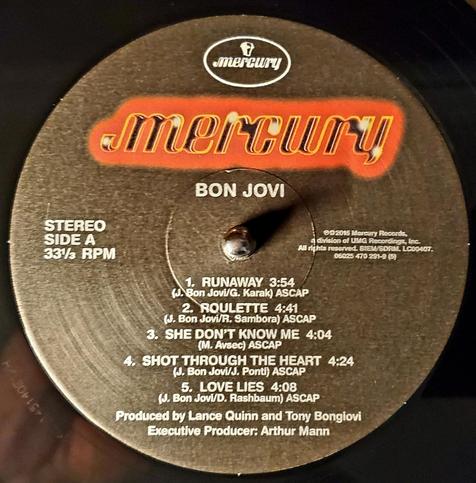 mercury
mercury
BON JOVI
STEREO
SIDE A
33⅓ RPM
℗©2015 Mercury Records,
a division of UMG Recordings, Inc.
All rights reserved. BIEM/SDRM. LC00407.
06025 470 291-9 (5)
1. RUNAWAY 3:54
(J. Bon Jovi/G. Karak) ASCAP
2. ROULETTE 4:41
(J. Bon Jovi/R. Sambora) ASCAP
3. SHE DON'T KNOW ME 4:04
(M. Avsec) ASCAP
4. SHOT THROUGH THE HEART 4:24
(J. Bon Jovi/J. Ponti) ASCAP
5. LOVE LIES 4:08
(J. Bon Jovi/D. Rashbaum) ASCAP
Produced by Lance Quinn and Tony Bongiovi
Executive Producer: Arthur Mann